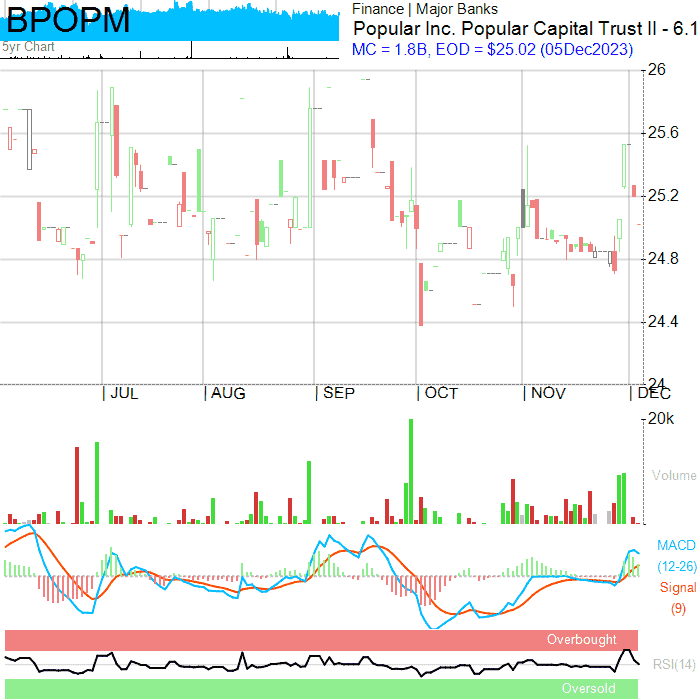 BPOPM
5yr Chart
Finance | Major Banks
Popular Inc. Popular Capital Trust II - 6.1
MC = 1.8B, EOD = $25.02 (05Dec2023)
26
25.6
25.2
24.8
24.4
24
JUL AUG SEP OCT NOV DEC
20k
Volume
MACD
(12-26)
Signal
(9)
Overbought
RSI(14)
Oversold